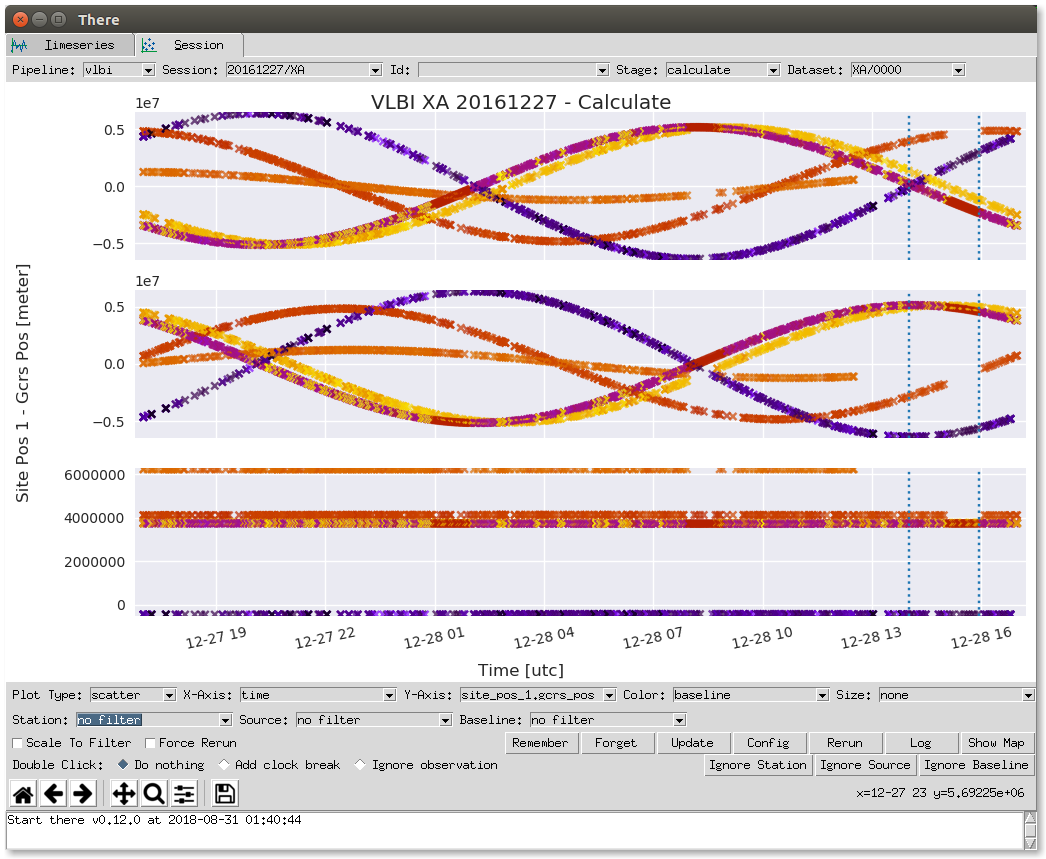 There
Timeseries Session
Pipeline: vlbi Session: 20161227/XA Id: Stage: calculate Dataset: XA/0000
1e7 VLBI XA 20161227 - Calculate
0.5
0.0
−0.5
1e7
0.5
0.0
−0.5
6000000
4000000
2000000
0
Site Pos 1 - Gcrs Pos [meter]
12-27 19 12-27 22 12-28 01 12-28 04 12-28 07 12-28 10 12-28 13 12-28 16
Time [utc]
Plot Type: scatter X-Axis: time Y-Axis: site_pos_1.gcrs_pos Color: baseline Size: none
Station: no filter Source: no filter Baseline: no filter
Scale To Filter Force Rerun Remember Forget Update Config Rerun Log Show Map
Double Click: Do nothing Add clock break Ignore observation Ignore Station Ignore Source Ignore Baseline
x=12-27 23 y=5.69225e+06
Start there v0.12.0 at 2018-08-31 01:40:44